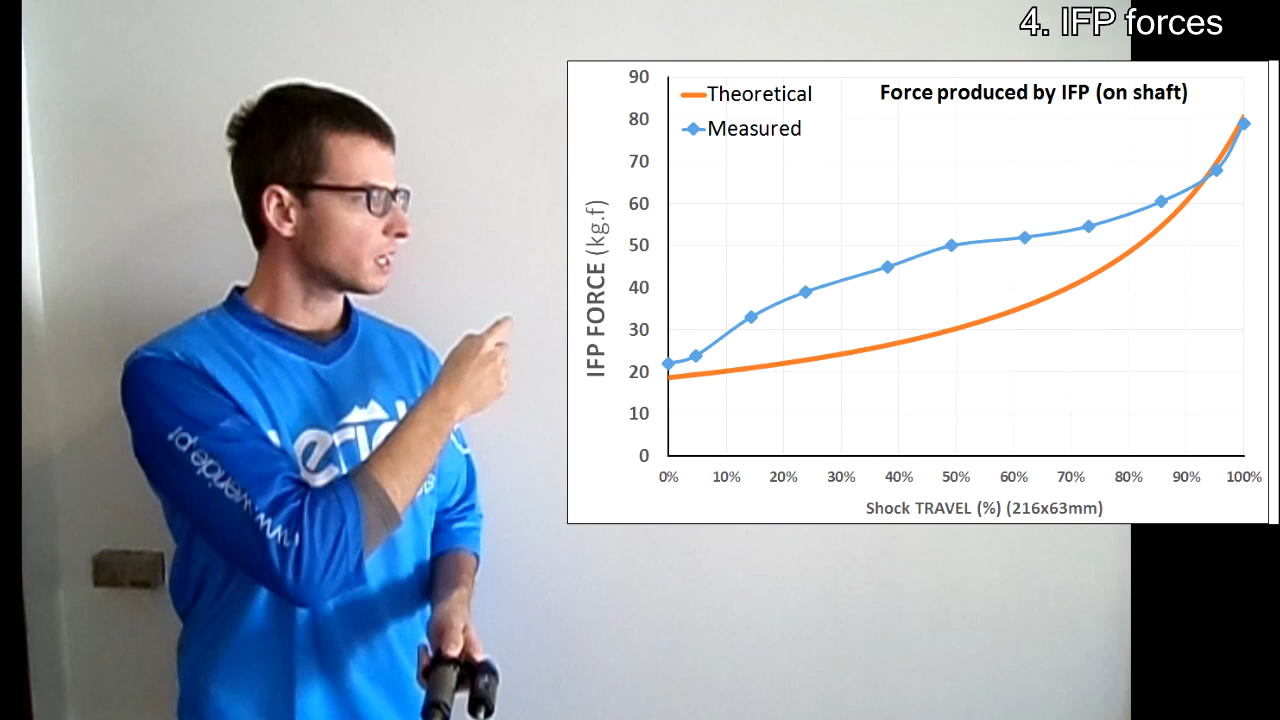 4. IFP forces
Force produced by IFP (on shaft)
Theoretical
Measured
IFP FORCE (kg.f)
90
80
70
60
50
40
30
20
10
0
0% 10% 20% 30% 40% 50% 60% 70% 80% 90% 100%
Shock TRAVEL (%) (216x63mm)